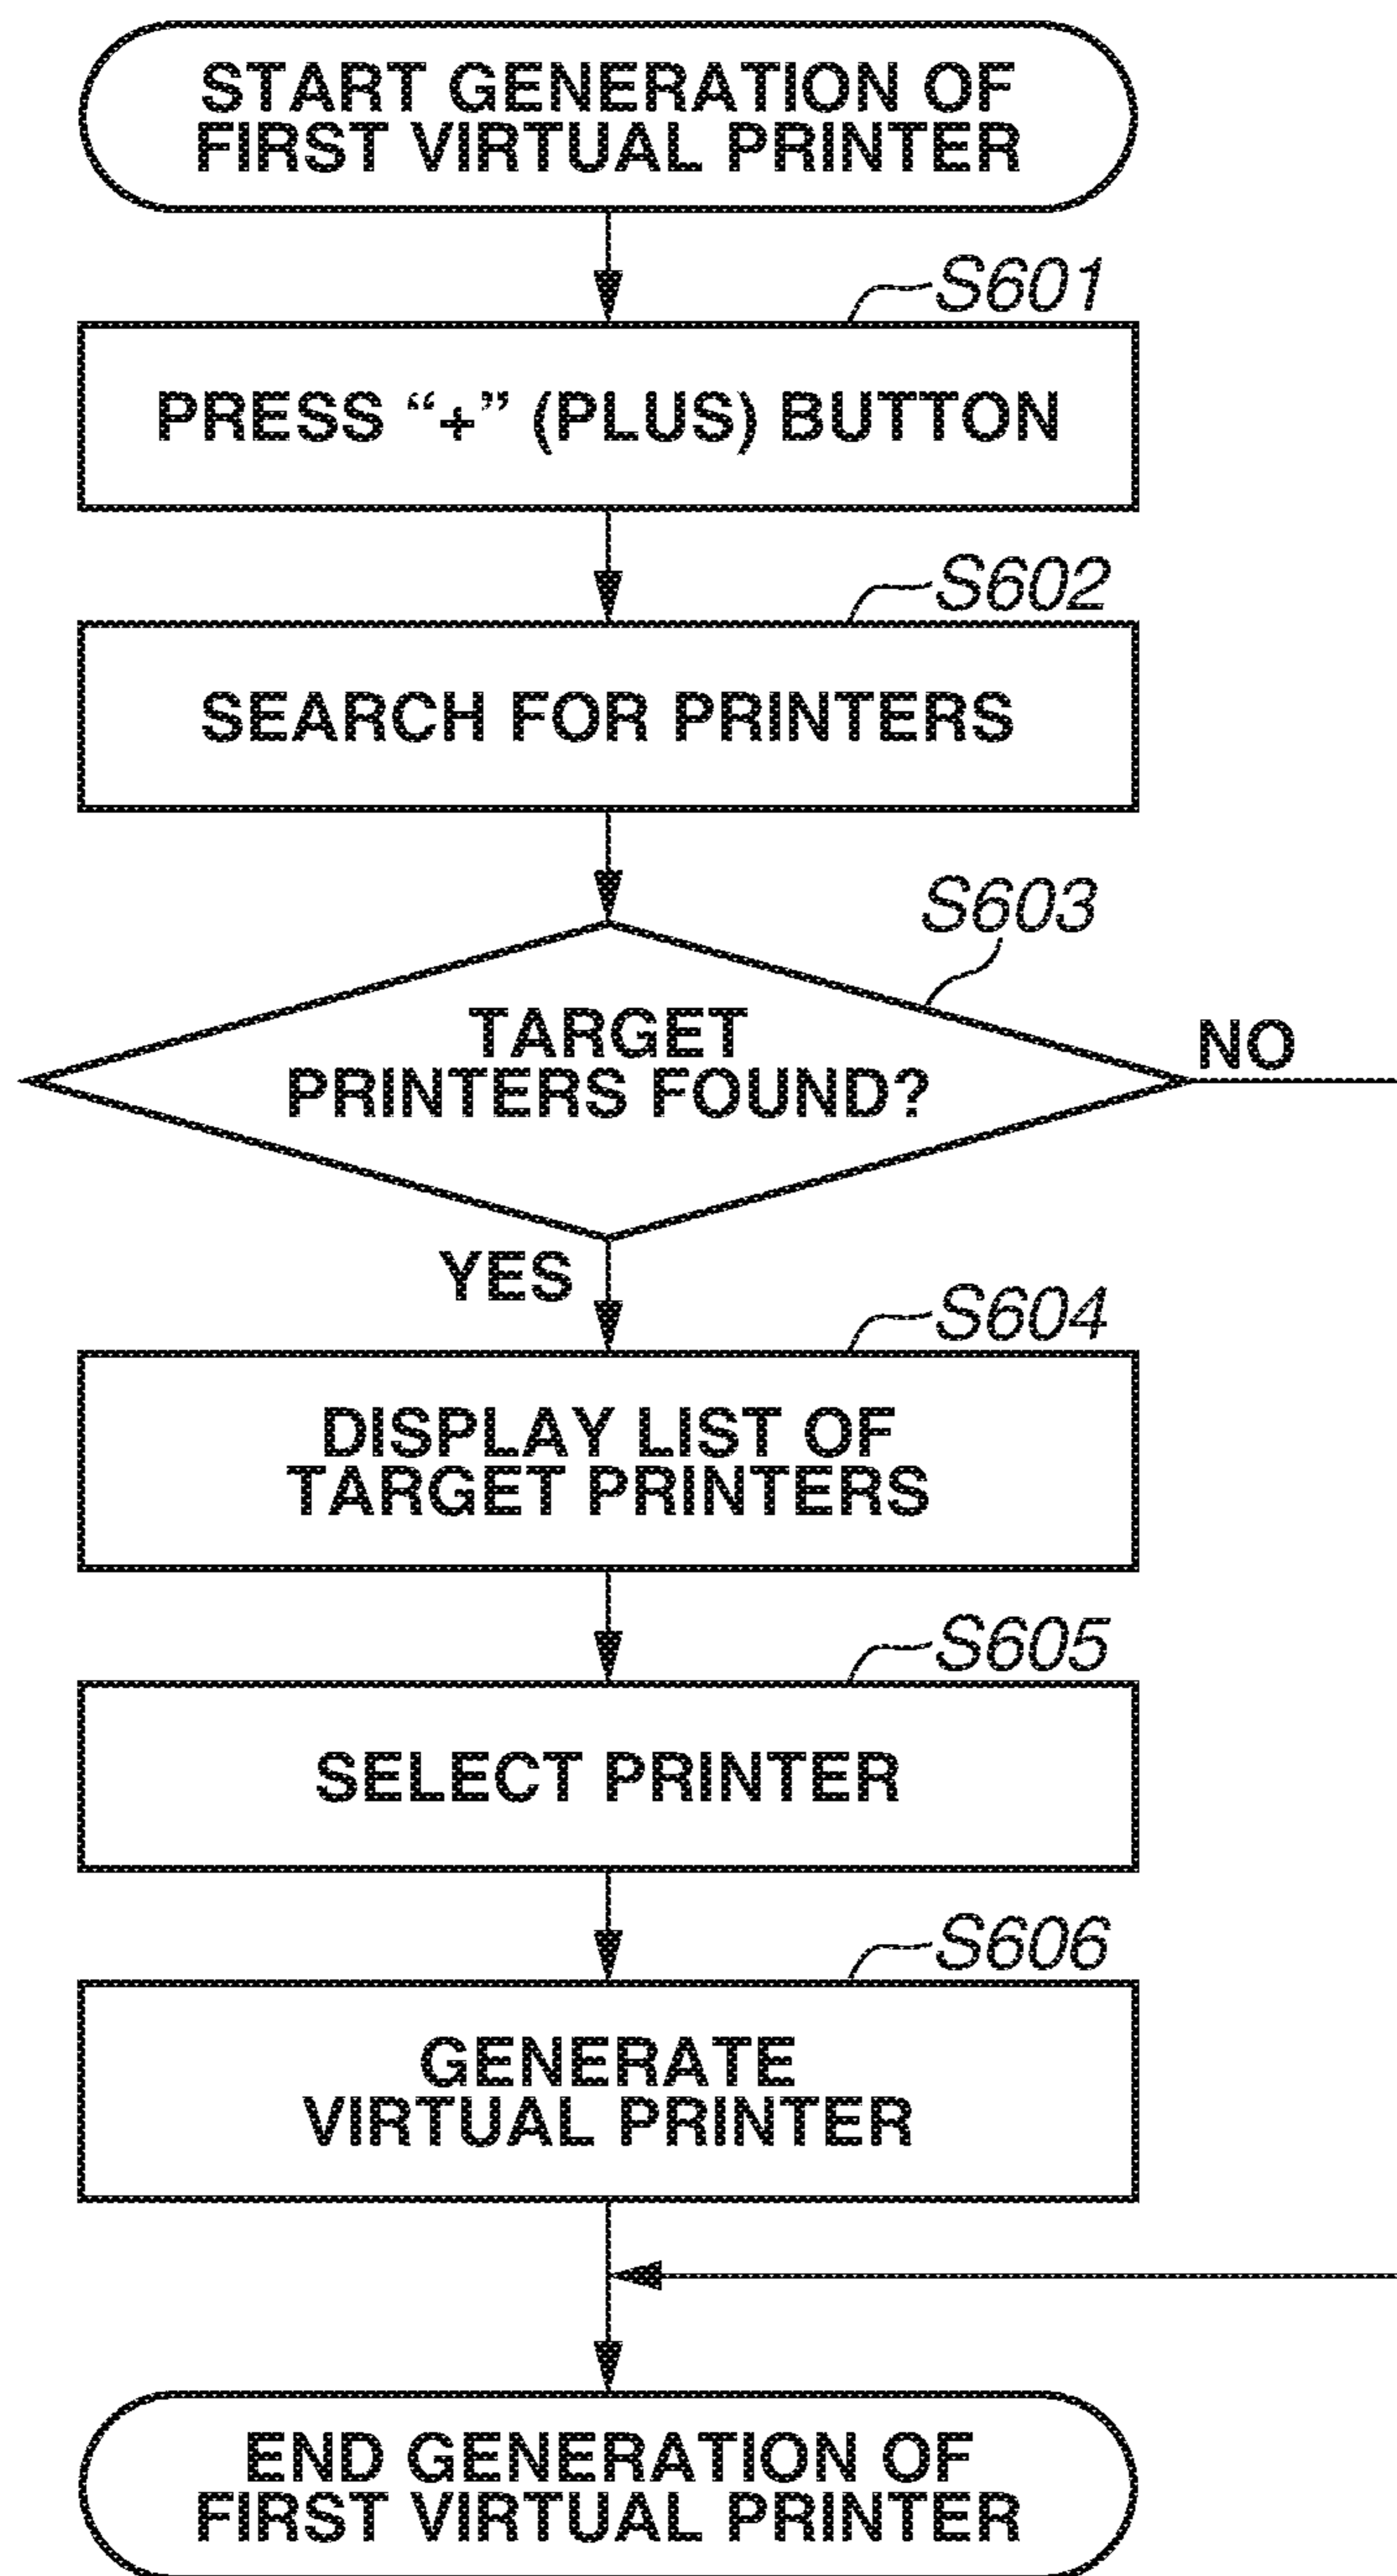 START GENERATION OF
FIRST VIRTUAL PRINTER
S601
PRESS “+” (PLUS) BUTTON
S602
SEARCH FOR PRINTERS
S603
TARGET
PRINTERS FOUND?
NO
YES
S604
DISPLAY LIST OF
TARGET PRINTERS
S605
SELECT PRINTER
S606
GENERATE
VIRTUAL PRINTER
END GENERATION OF
FIRST VIRTUAL PRINTER